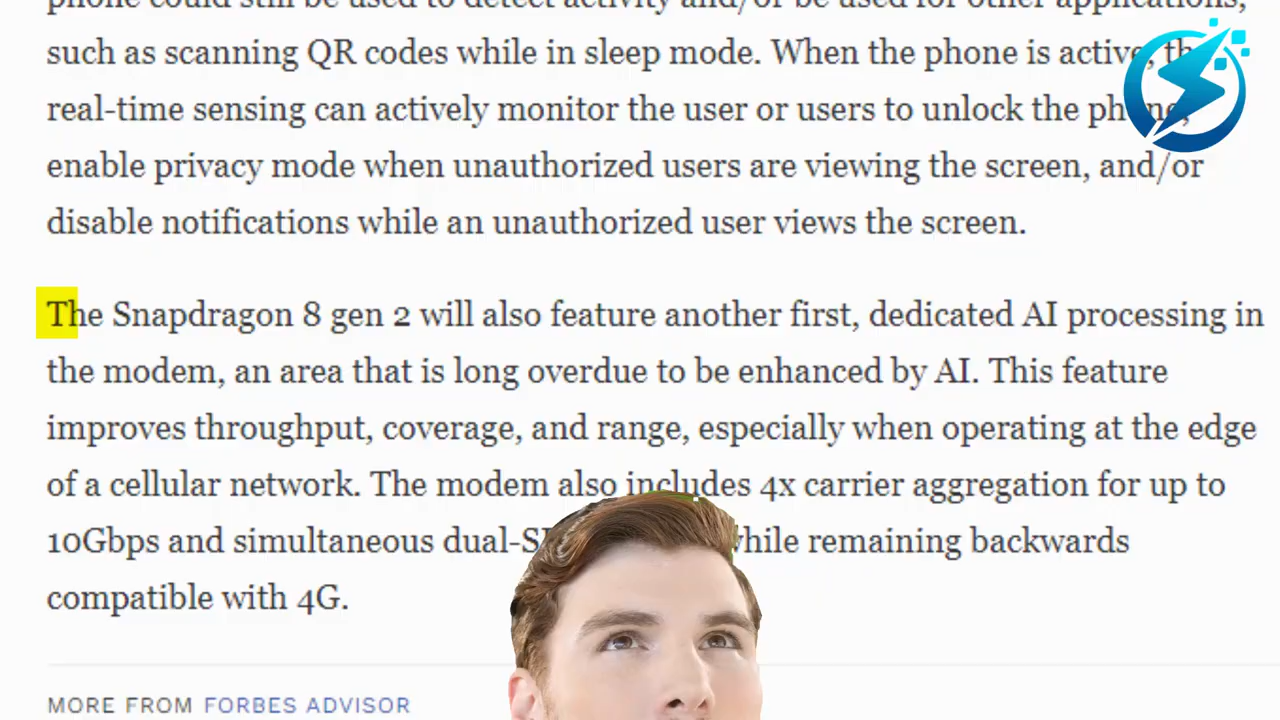 phone could still be used to detect activity and/or be used for other applications,
such as scanning QR codes while in sleep mode. When the phone is active, the
real-time sensing can actively monitor the user or users to unlock the phone,
enable privacy mode when unauthorized users are viewing the screen, and/or
disable notifications while an unauthorized user views the screen.
The Snapdragon 8 gen 2 will also feature another first, dedicated AI processing in
the modem, an area that is long overdue to be enhanced by AI. This feature
improves throughput, coverage, and range, especially when operating at the edge
of a cellular network. The modem also includes 4x carrier aggregation for up to
10Gbps and simultaneous while remaining backwards
compatible with 4G.
MORE FROM FORBES ADVISOR